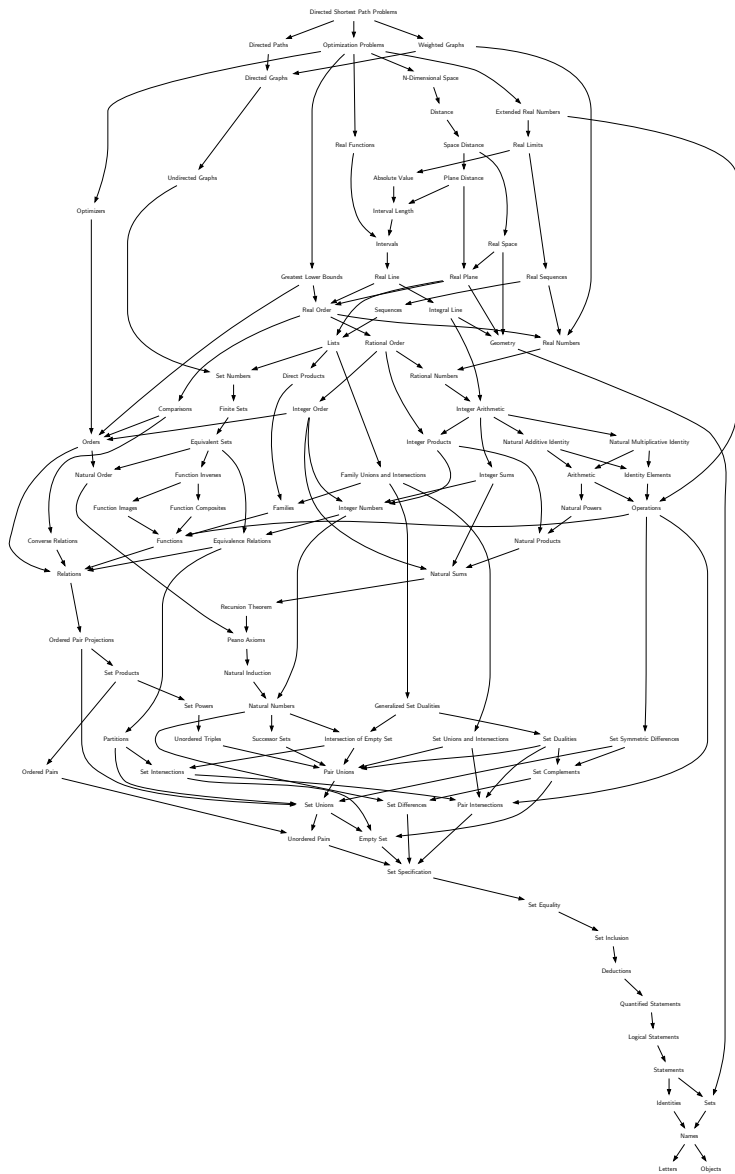 Directed Shortest Path Problems
Directed Paths
Optimization Problems
Weighted Graphs
Directed Graphs
N-Dimensional Space
Distance
Extended Real Numbers
Real Functions
Space Distance
Real Limits
Undirected Graphs
Absolute Value
Plane Distance
Optimizers
Interval Length
Intervals
Real Space
Greatest Lower Bounds
Real Line
Real Plane
Real Sequences
Real Order
Sequences
Integral Line
Lists
Rational Order
Geometry
Real Numbers
Set Numbers
Direct Products
Rational Numbers
Comparisons
Finite Sets
Integer Order
Integer Arithmetic
Orders
Equivalent Sets
Integer Products
Natural Additive Identity
Natural Multiplicative Identity
Natural Order
Function Inverses
Family Unions and Intersections
Integer Sums
Arithmetic
Identity Elements
Function Images
Function Composites
Families
Integer Numbers
Natural Powers
Operations
Converse Relations
Functions
Equivalence Relations
Natural Products
Relations
Natural Sums
Recursion Theorem
Ordered Pair Projections
Peano Axioms
Set Products
Natural Induction
Set Powers
Natural Numbers
Generalized Set Dualities
Partitions
Unordered Triples
Successor Sets
Intersection of Empty Set
Set Unions and Intersections
Set Dualities
Set Symmetric Differences
Ordered Pairs
Set Intersections
Pair Unions
Set Complements
Set Unions
Set Differences
Pair Intersections
Unordered Pairs
Empty Set
Set Specification
Set Equality
Set Inclusion
Deductions
Quantified Statements
Logical Statements
Statements
Identities
Sets
Names
Letters
Objects